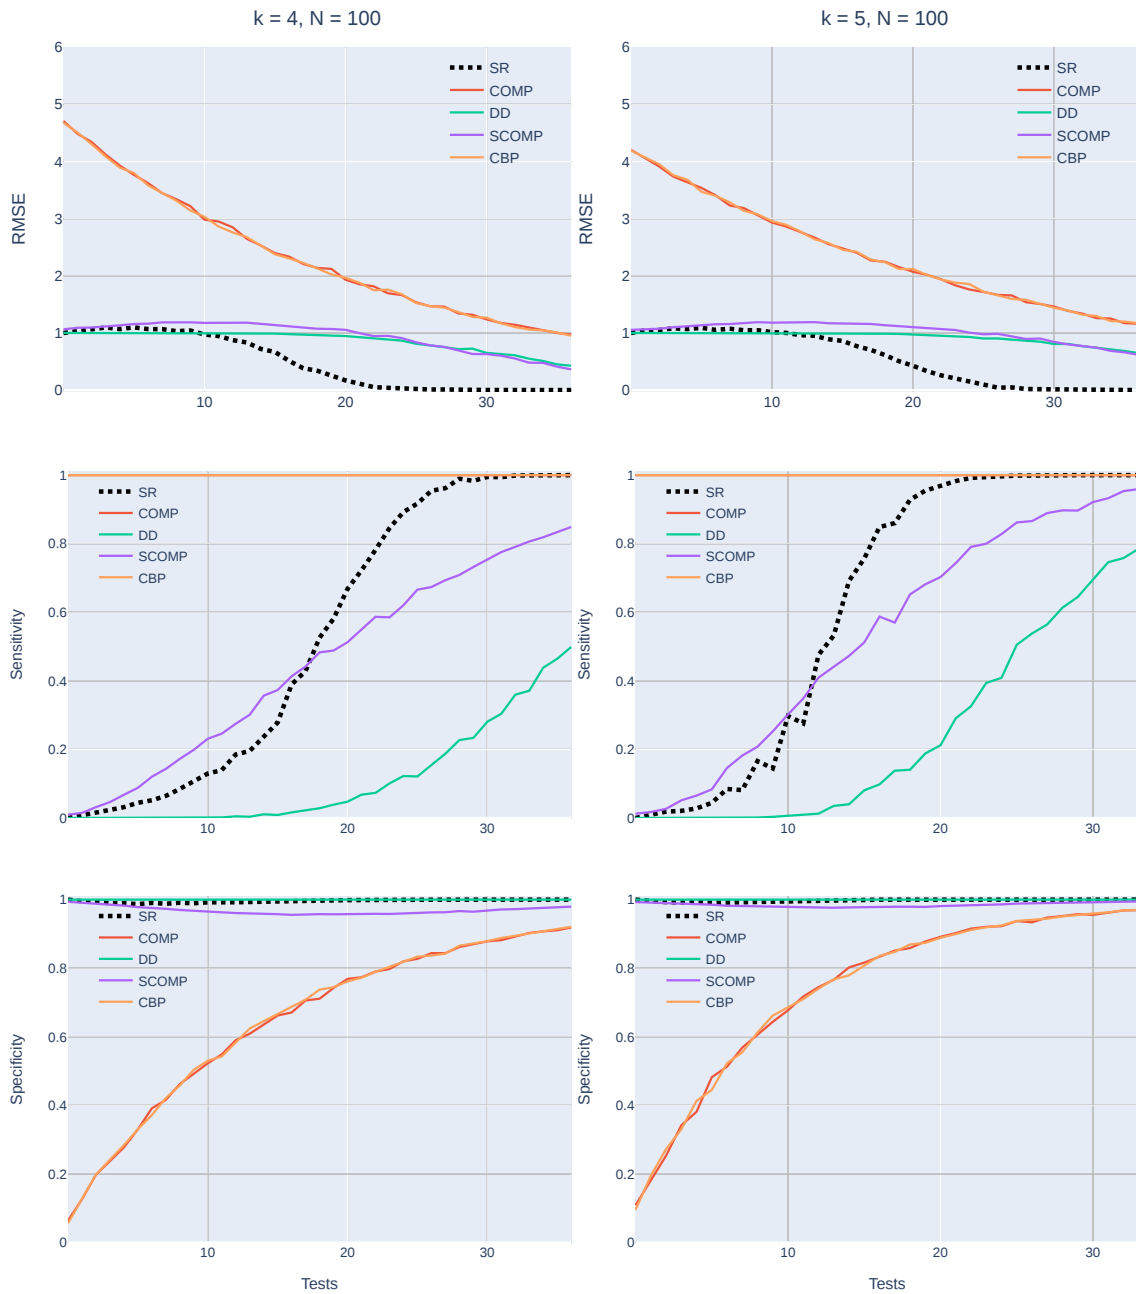 k = 4, N = 100
k = 5, N = 100
6
5
4
3
2
1
0
RMSE
10
20
30
SR
COMP
DD
SCOMP
CBP
6
5
4
3
2
1
0
RMSE
10
20
30
SR
COMP
DD
SCOMP
CBP
1
0.8
0.6
0.4
0.2
0
Sensitivity
10
20
30
SR
COMP
DD
SCOMP
CBP
1
0.8
0.6
0.4
0.2
0
Sensitivity
10
20
30
SR
COMP
DD
SCOMP
CBP
1
0.8
0.6
0.4
0.2
0
Specificity
10
20
30
SR
COMP
DD
SCOMP
CBP
Tests
1
0.8
0.6
0.4
0.2
0
Specificity
10
20
30
SR
COMP
DD
SCOMP
CBP
Tests